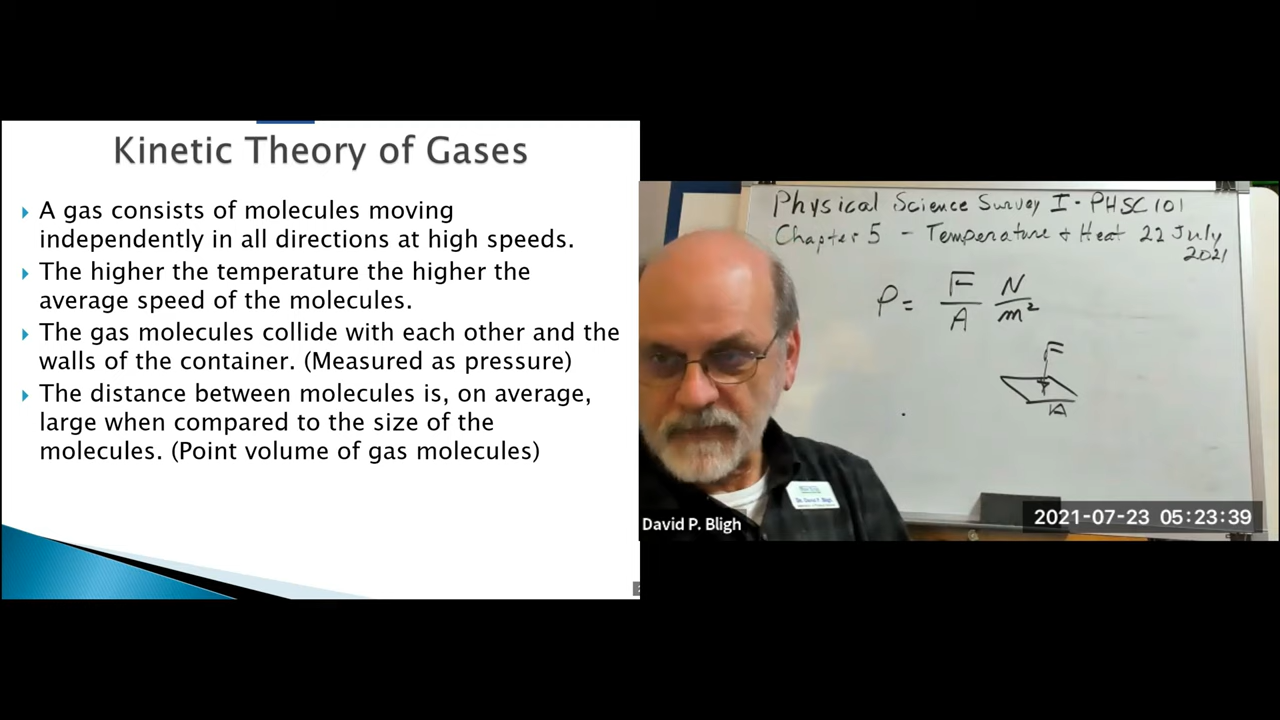 Kinetic Theory of Gases
A gas consists of molecules moving
independently in all directions at high speeds.
The higher the temperature the higher the
average speed of the molecules.
The gas molecules collide with each other and the
walls of the container. (Measured as pressure)
The distance between molecules is, on average,
large when compared to the size of the
molecules. (Point volume of gas molecules)
Physical Science Survey I - PHSC 101
Chapter 5 - Temperature + Heat 22 July
2021
P = F/A N/m²
F
A
Dr. David P. Bligh
David P. Bligh
2021-07-23 05:23:39